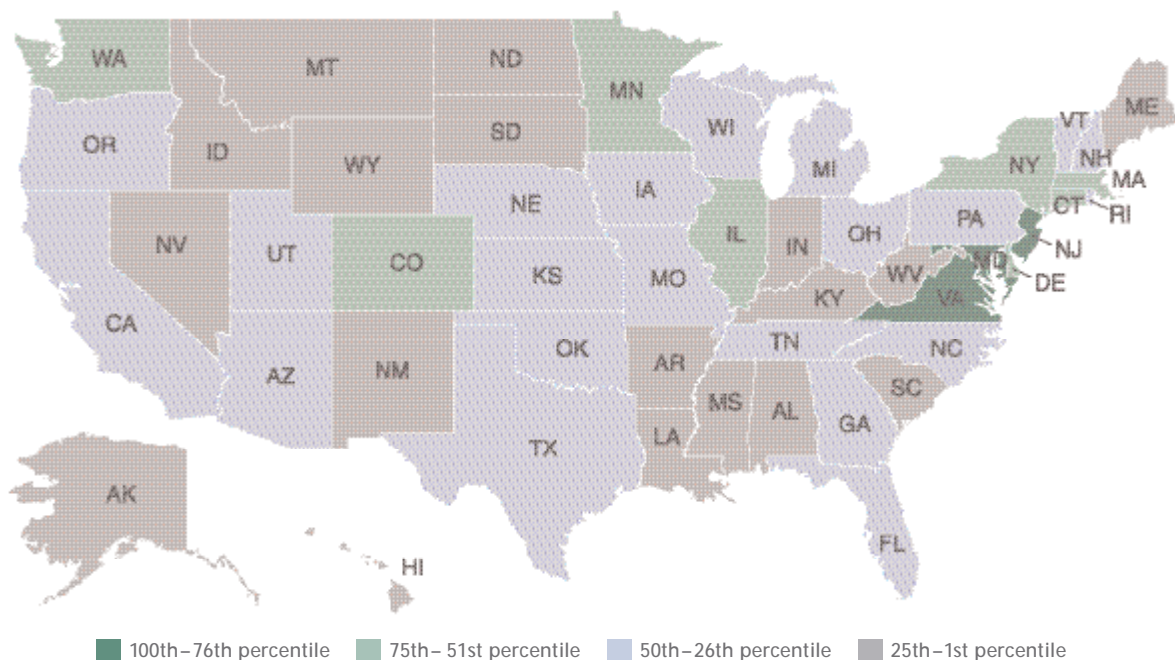 WA
MT
ND
MN
ME
OR
ID
SD
WI
VT
NH
WY
MI
NY
MA
IA
NE
CT
RI
PA
NV
UT
CO
IL
IN
OH
NJ
KS
MO
WV
MD
DE
KY
VA
CA
TN
NC
OK
AZ
NM
AR
SC
MS
AL
GA
LA
TX
AK
FL
HI
100th–76th percentile 75th–51st percentile 50th–26th percentile 25th–1st percentile